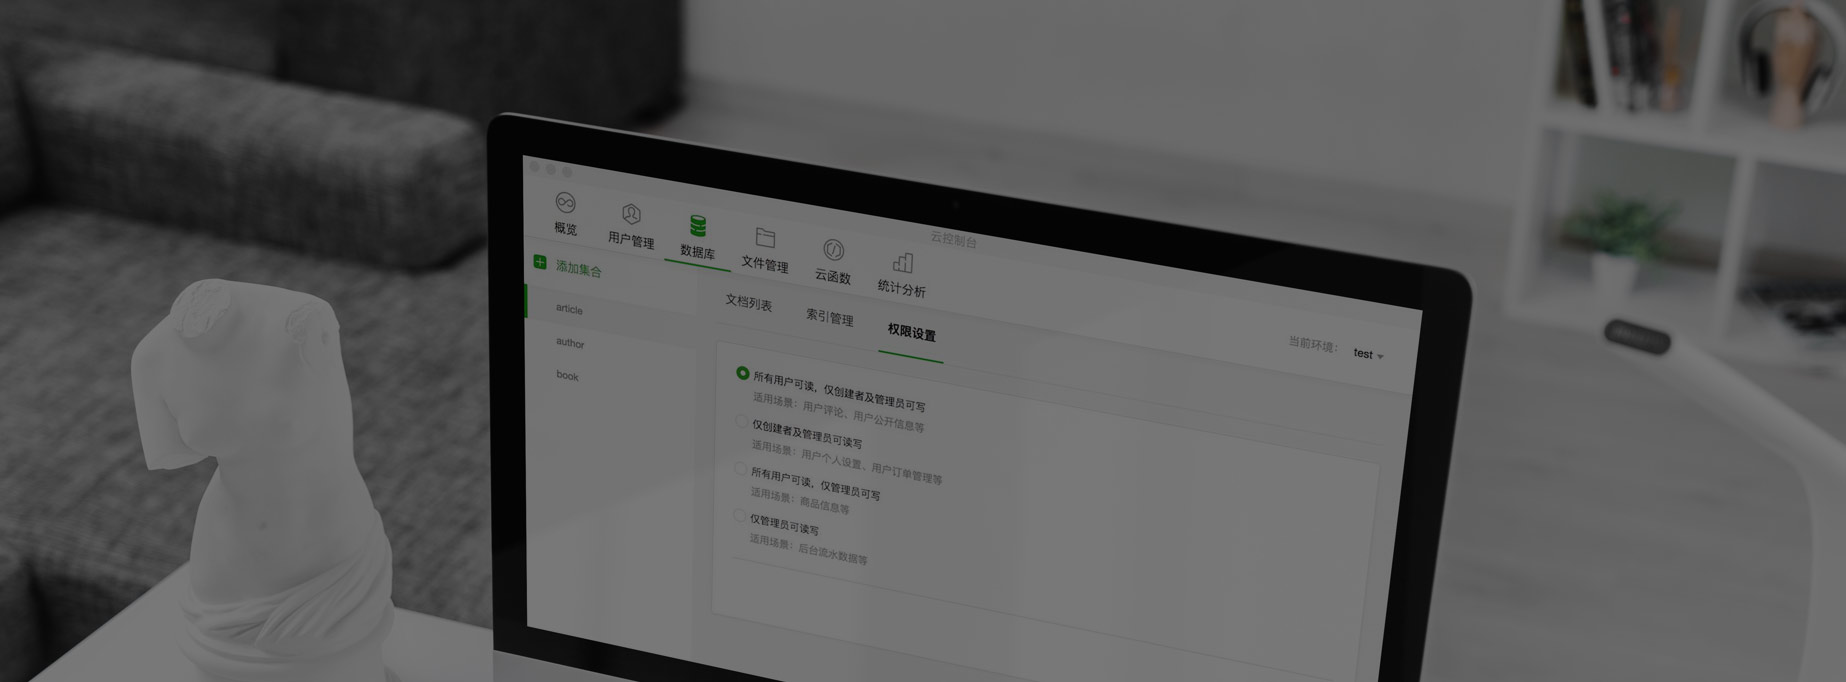 云控制台
概览
用户管理
数据库
文件管理
云函数
统计分析
添加集合
article
author
book
文档列表
索引管理
权限设置
当前环境：
test
所有用户可读，仅创建者及管理员可写
适用场景：用户评论、用户公开信息等
仅创建者及管理员可读写
适用场景：用户个人设置、用户订单管理等
所有用户可读，仅管理员可写
适用场景：商品信息等
仅管理员可读写
适用场景：后台流水数据等